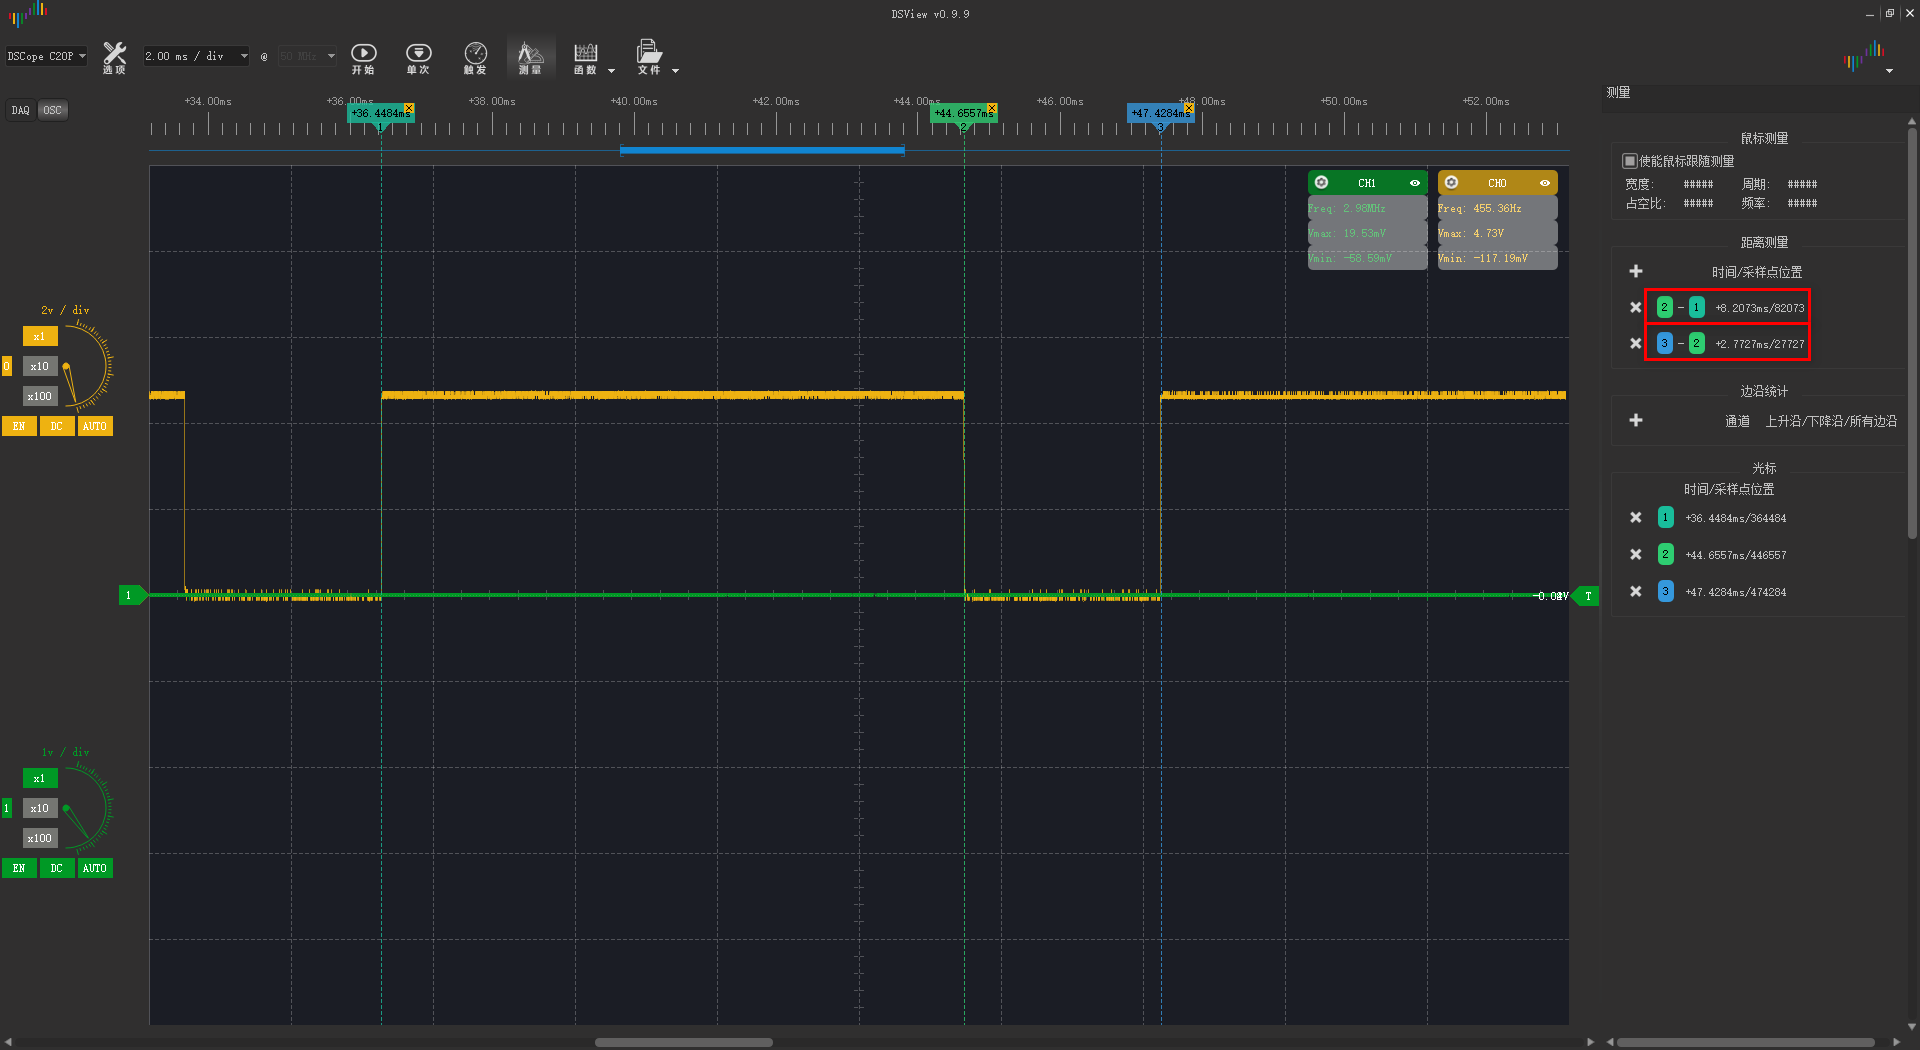 DSView v0.9.9
DSCope C20P
选项
2.00 ms / div
@
50 MHz
开始
单次
触发
测量
函数
文件
DAQ
OSC
+34.00ms
+36.00ms
+38.00ms
+40.00ms
+42.00ms
+44.00ms
+46.00ms
+48.00ms
+50.00ms
+52.00ms
+36.4484ms
+44.6557ms
+47.4284ms
1
2
3
CH1
Freq: 2.98MHz
Vmax: 19.53mV
Vmin: -58.59mV
CH0
Freq: 455.36Hz
Vmax: 4.73V
Vmin: -117.19mV
2v / div
x1
0
x10
x100
EN
DC
AUTO
1
T
1v / div
x1
1
x10
x100
EN
DC
AUTO
测量
鼠标测量
使能鼠标跟随测量
宽度: #####
周期: #####
占空比: #####
频率: #####
距离测量
时间/采样点位置
2 - 1 +8.2073ms/82073
3 - 2 +2.7727ms/27727
边沿统计
通道 上升沿/下降沿/所有边沿
光标
时间/采样点位置
1 +36.4484ms/364484
2 +44.6557ms/446557
3 +47.4284ms/474284